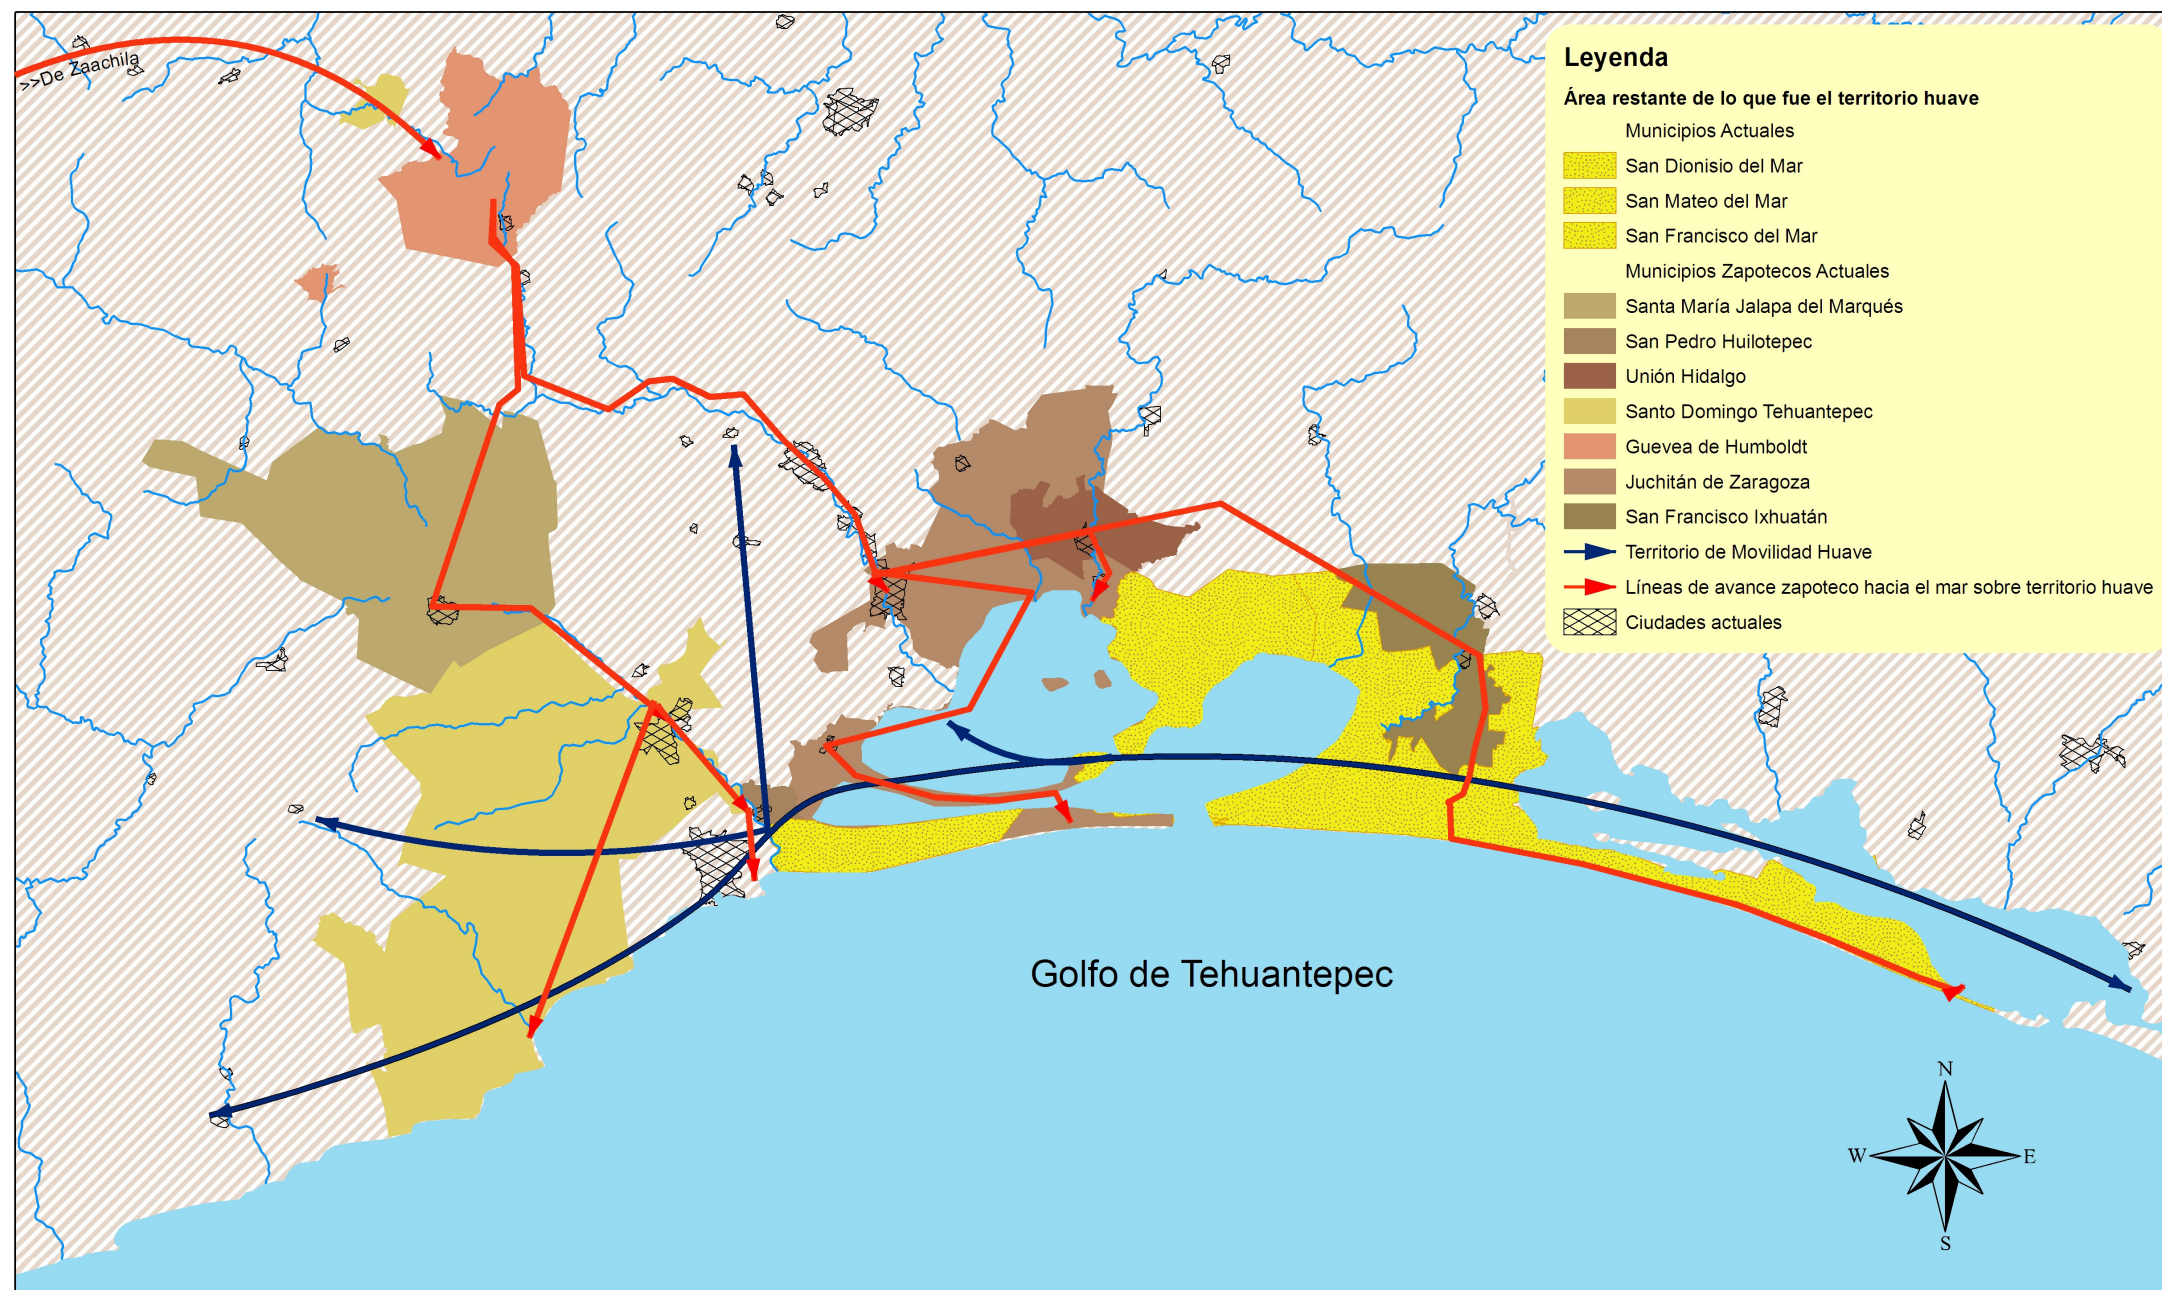 >>De Zaachila
Leyenda
Área restante de lo que fue el territorio huave
Municipios Actuales
San Dionisio del Mar
San Mateo del Mar
San Francisco del Mar
Municipios Zapotecos Actuales
Santa María Jalapa del Marqués
San Pedro Huilotepec
Unión Hidalgo
Santo Domingo Tehuantepec
Guevea de Humboldt
Juchitán de Zaragoza
San Francisco Ixhuatán
Territorio de Movilidad Huave
Líneas de avance zapoteco hacia el mar sobre territorio huave
Ciudades actuales
Golfo de Tehuantepec
N
W
E
S